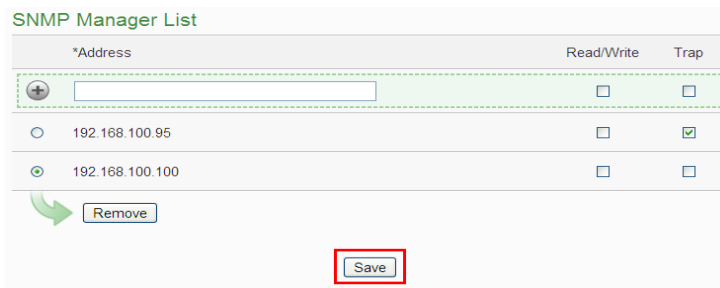 SNMP Manager List
*Address Read/Write Trap
192.168.100.95
192.168.100.100
Remove
Save